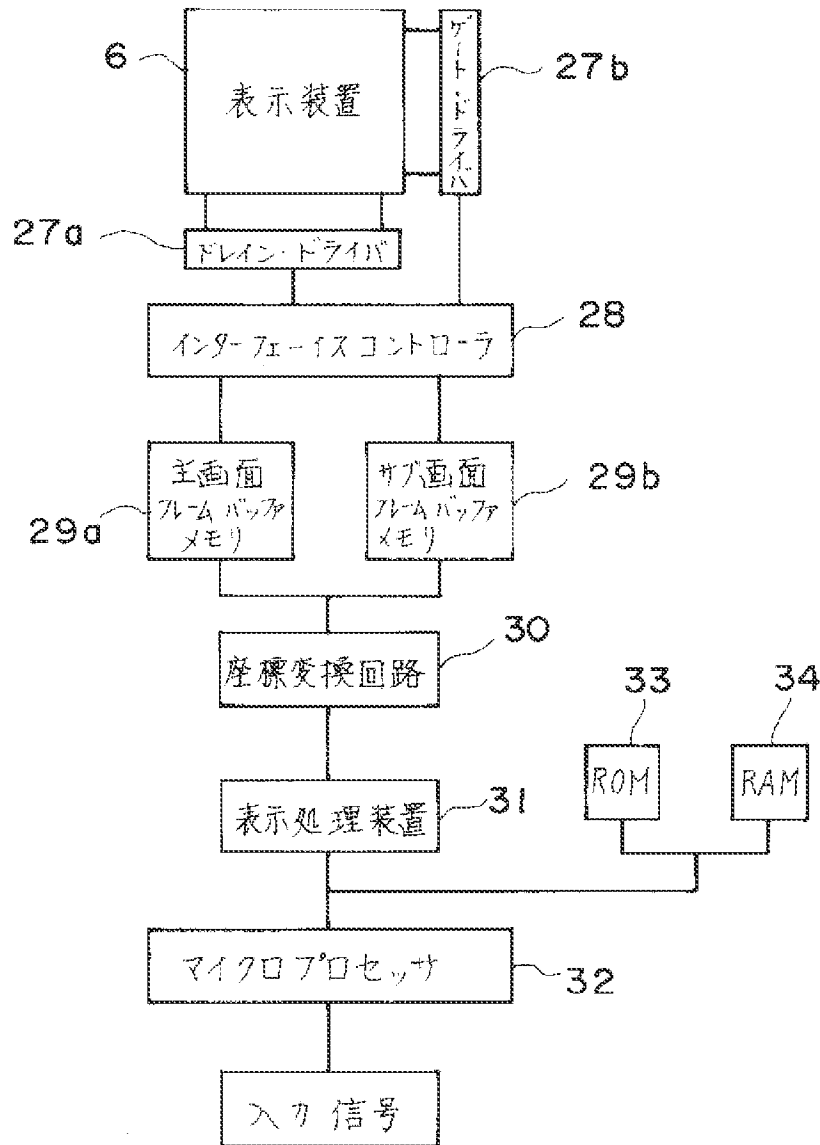 6
表示装置
ゲート・ドライバ
27b
27a
ドレイン・ドライバ
28
インターフェーイスコントローラ
主画面
フレームバッファ
メモリ
29a
サブ画面
フレームバッファ
メモリ
29b
座標変換回路
30
33
34
ROM
RAM
表示処理装置
31
マイクロプロセッサ
32
入力信号